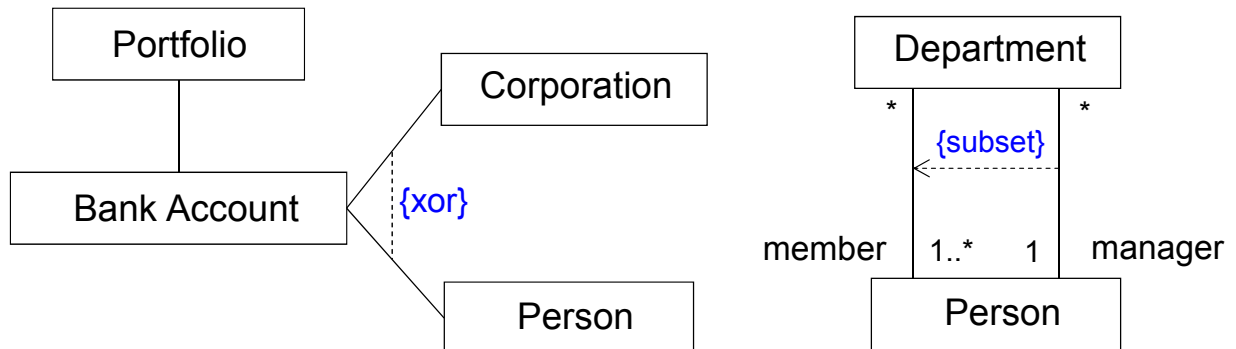 Portfolio
Corporation
Bank Account
{xor}
Person
Department
* *
{subset}
member 1..* 1 manager
Person